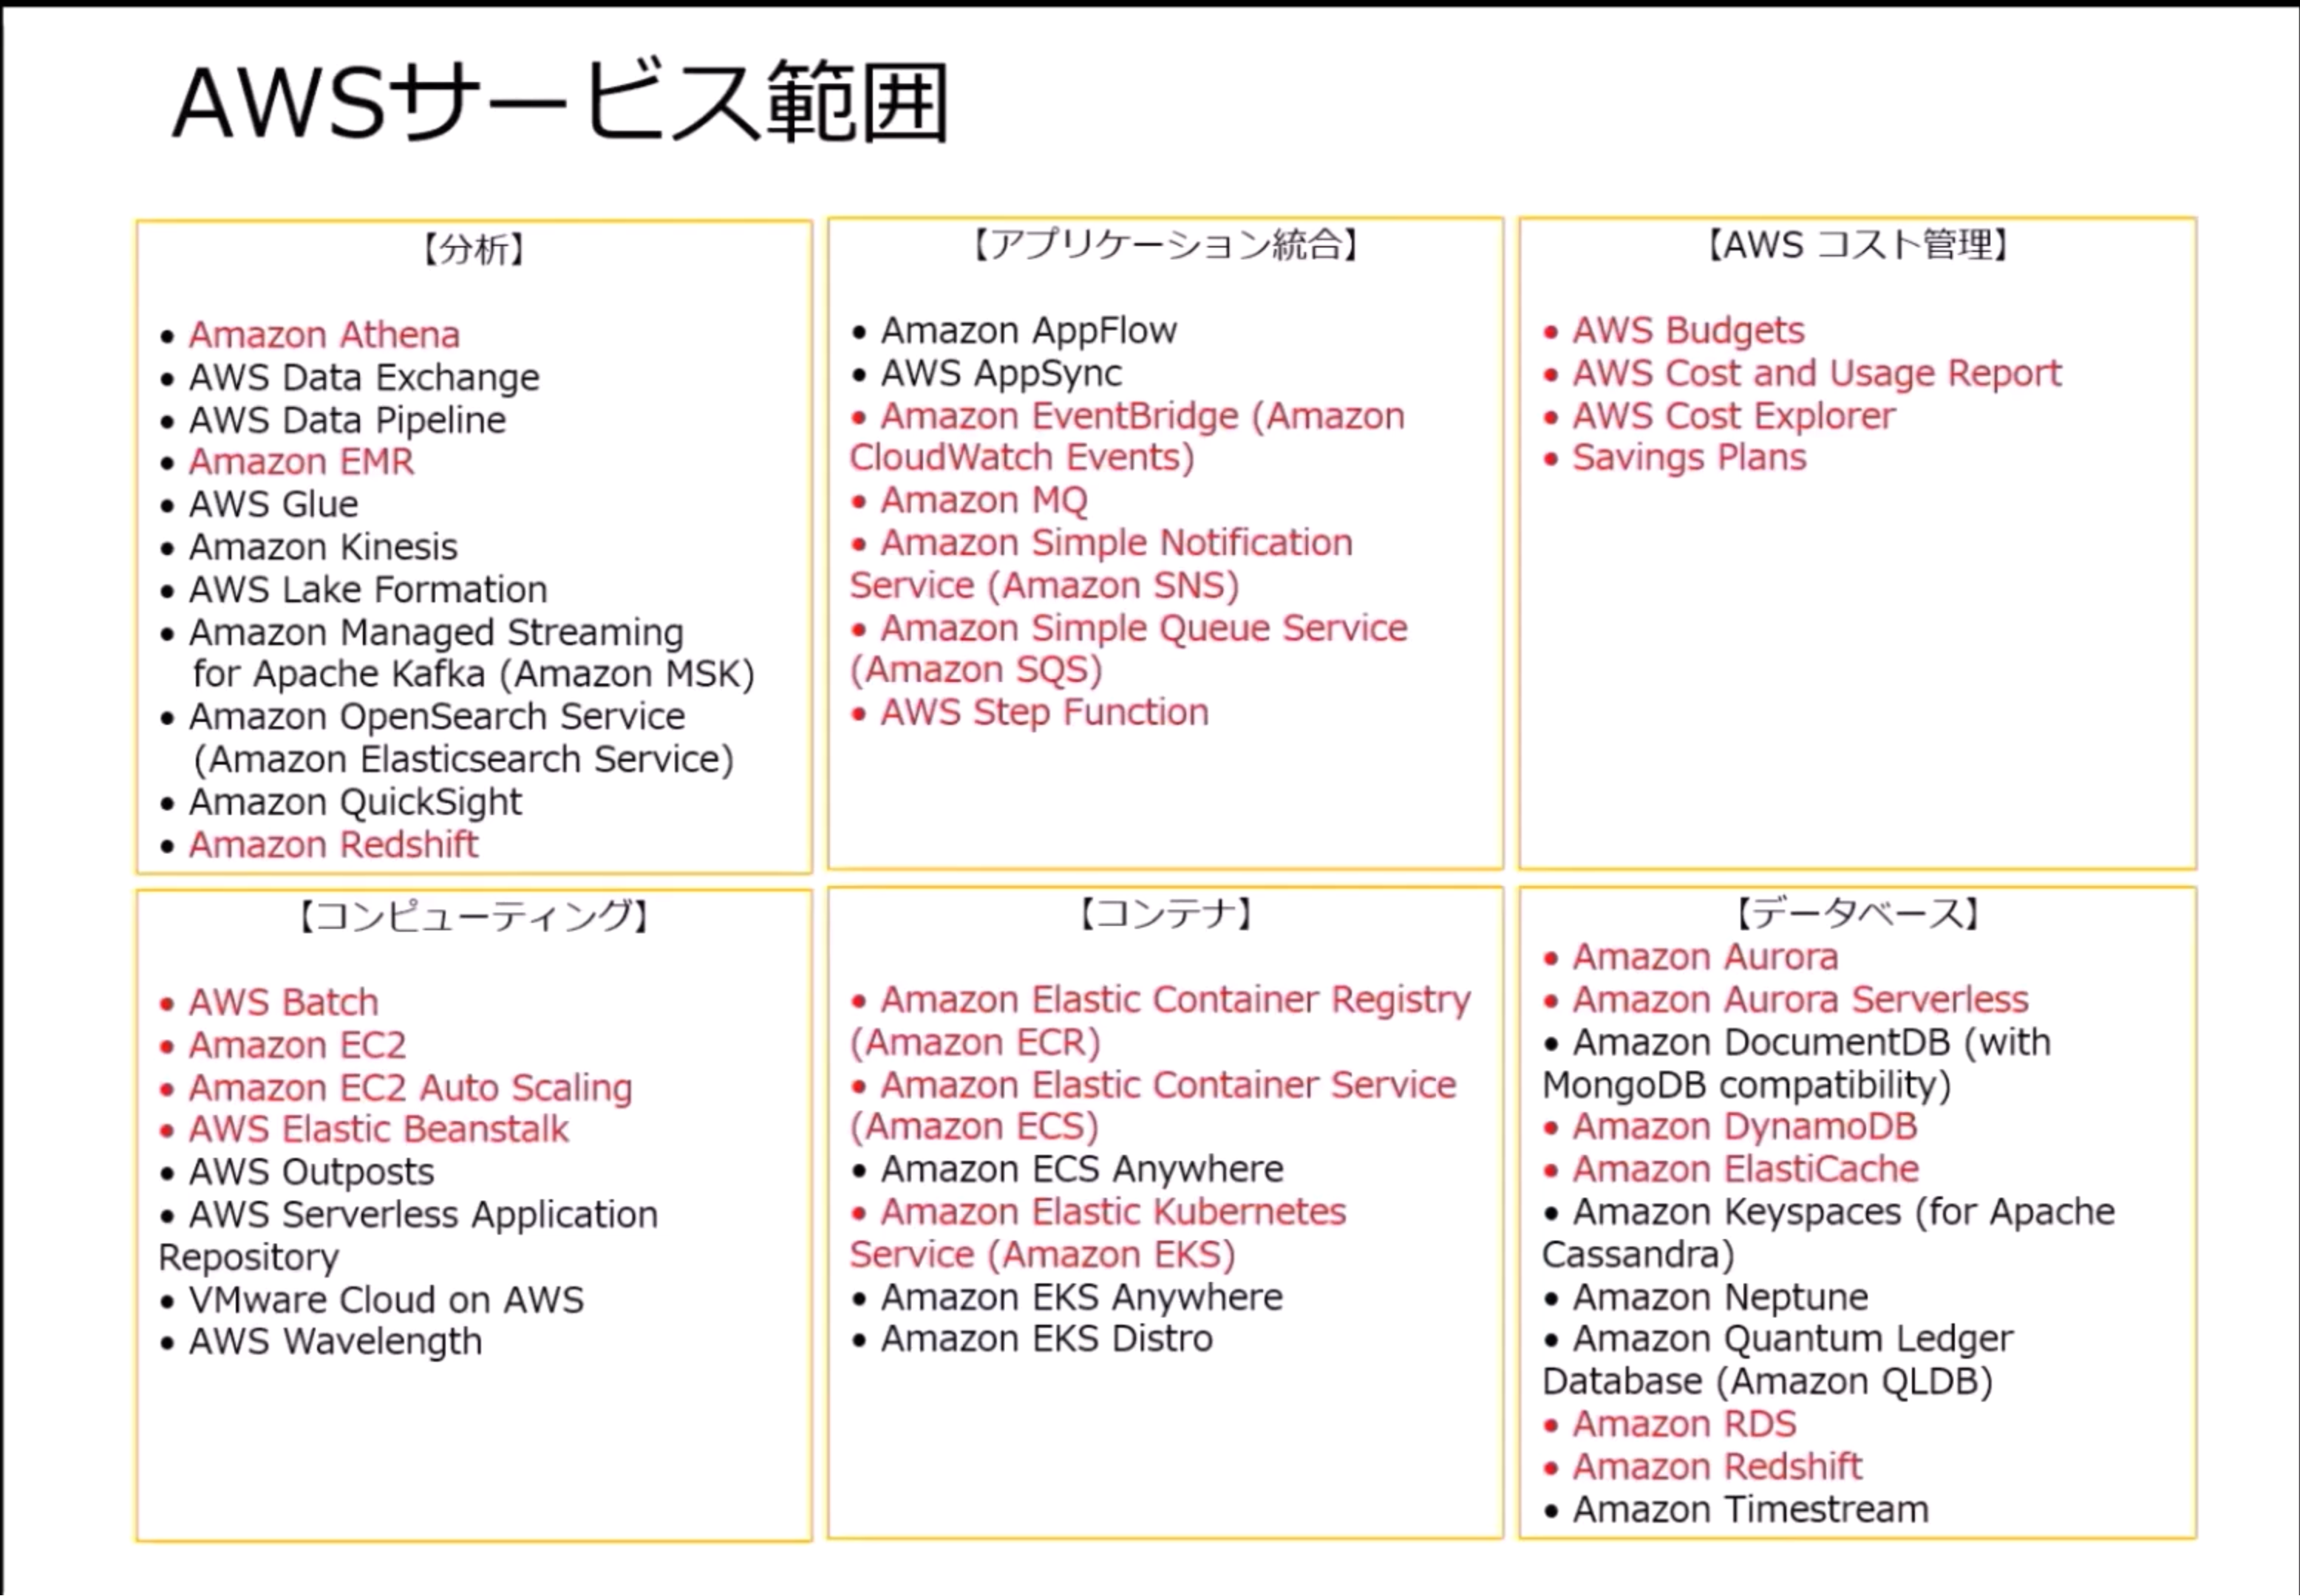 AWSサービス範囲
【分析】
• Amazon Athena
• AWS Data Exchange
• AWS Data Pipeline
• Amazon EMR
• AWS Glue
• Amazon Kinesis
• AWS Lake Formation
• Amazon Managed Streaming
for Apache Kafka (Amazon MSK)
• Amazon OpenSearch Service
(Amazon Elasticsearch Service)
• Amazon QuickSight
• Amazon Redshift
【アプリケーション統合】
• Amazon AppFlow
• AWS AppSync
• Amazon EventBridge (Amazon
CloudWatch Events)
• Amazon MQ
• Amazon Simple Notification
Service (Amazon SNS)
• Amazon Simple Queue Service
(Amazon SQS)
• AWS Step Function
【AWS コスト管理】
• AWS Budgets
• AWS Cost and Usage Report
• AWS Cost Explorer
• Savings Plans
【コンピューティング】
• AWS Batch
• Amazon EC2
• Amazon EC2 Auto Scaling
• AWS Elastic Beanstalk
• AWS Outposts
• AWS Serverless Application
Repository
• VMware Cloud on AWS
• AWS Wavelength
【コンテナ】
• Amazon Elastic Container Registry
(Amazon ECR)
• Amazon Elastic Container Service
(Amazon ECS)
• Amazon ECS Anywhere
• Amazon Elastic Kubernetes
Service (Amazon EKS)
• Amazon EKS Anywhere
• Amazon EKS Distro
【データベース】
• Amazon Aurora
• Amazon Aurora Serverless
• Amazon DocumentDB (with
MongoDB compatibility)
• Amazon DynamoDB
• Amazon ElastiCache
• Amazon Keyspaces (for Apache
Cassandra)
• Amazon Neptune
• Amazon Quantum Ledger
Database (Amazon QLDB)
• Amazon RDS
• Amazon Redshift
• Amazon Timestream